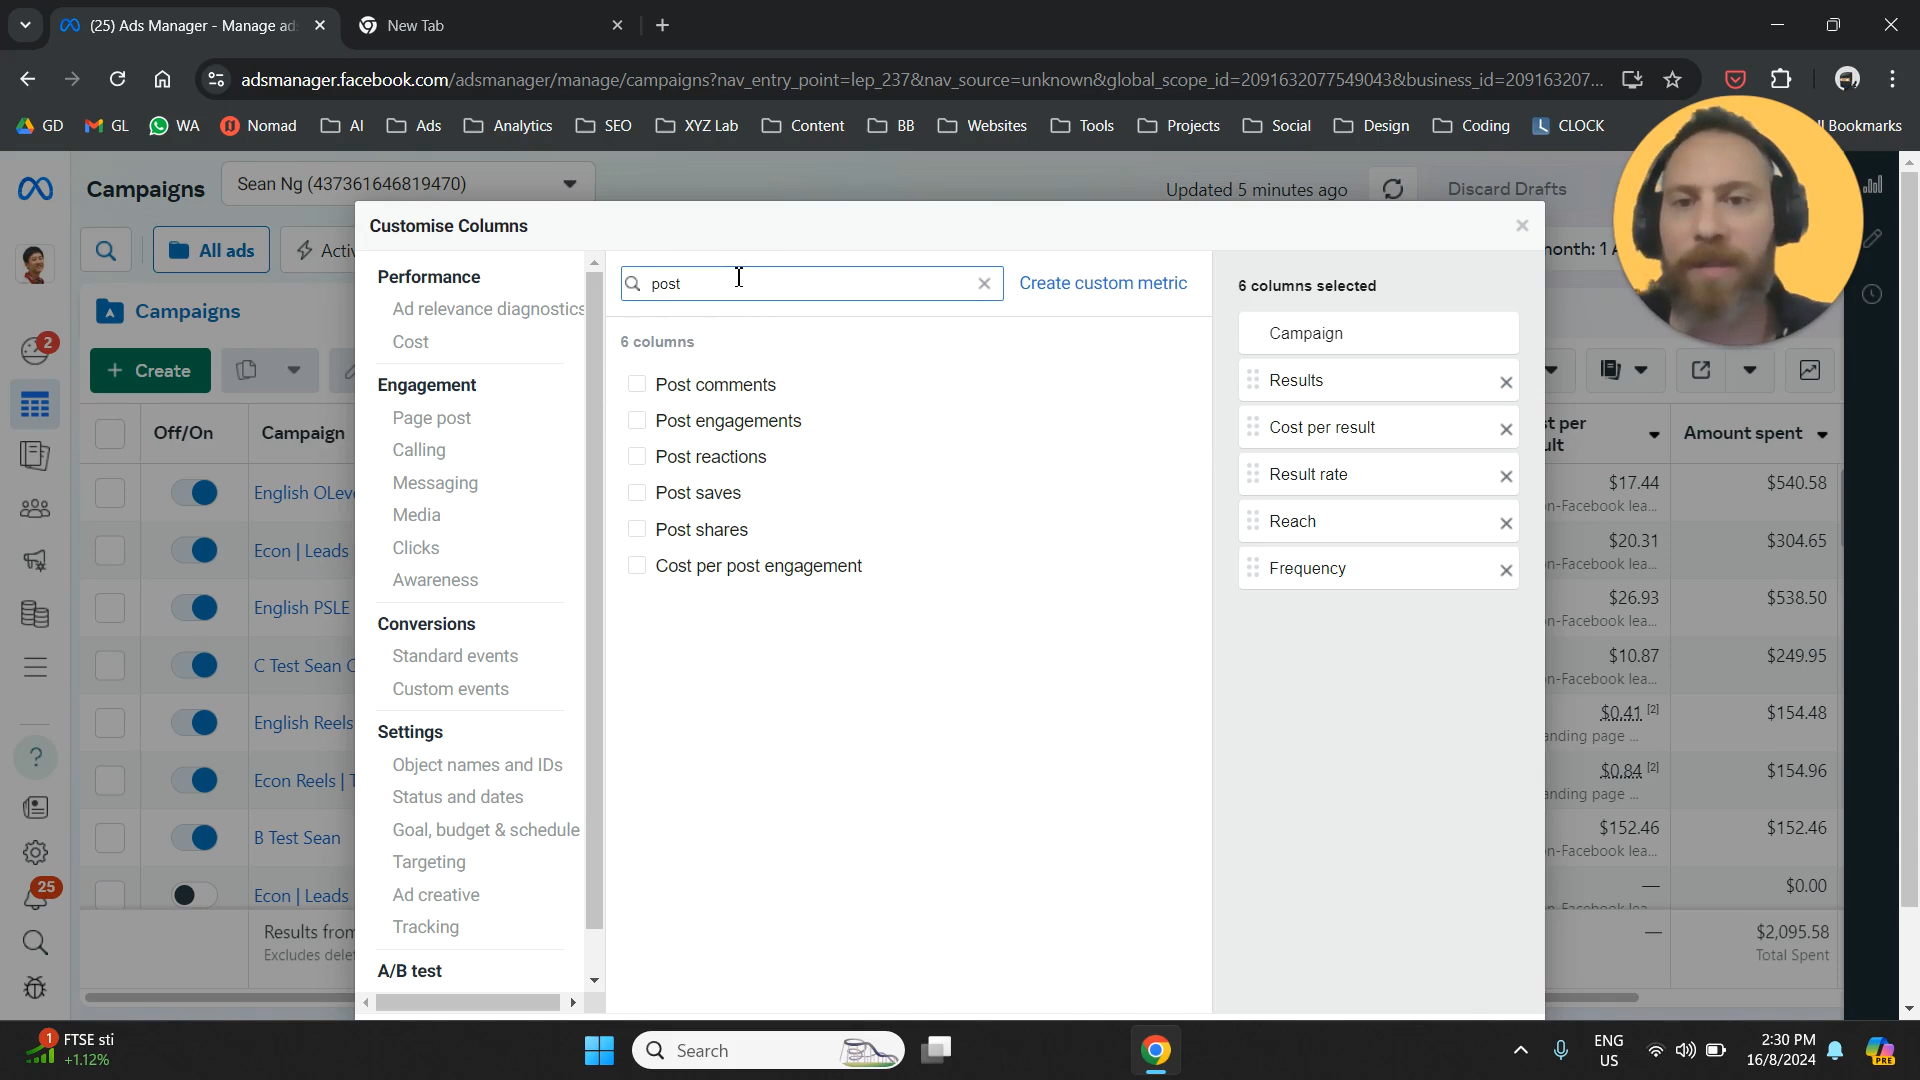 (25) Ads Manager - Manage ads
New Tab
adsmanager.facebook.com/adsmanager/manage/campaigns?nav_entry_point=lep_237&nav_source=unknown&global_scope_id=2091632077549043&business_id=209163207...
GD GL WA Nomad AI Ads Analytics SEO XYZ Lab Content BB Websites Tools Projects Social Design Coding CLOCK ll Bookmarks
Campaigns
Sean Ng (437361646819470)
Updated 5 minutes ago
Discard Drafts
All ads
Activ
onth: 1 A
Campaigns
+ Create
Customise Columns
Performance
Ad relevance diagnostics
Cost
Engagement
Page post
Calling
Messaging
Media
Clicks
Awareness
Conversions
Standard events
Custom events
Settings
Object names and IDs
Status and dates
Goal, budget & schedule
Targeting
Ad creative
Tracking
A/B test
post
Create custom metric
6 columns
Post comments
Post engagements
Post reactions
Post saves
Post shares
Cost per post engagement
6 columns selected
Campaign
Results
Cost per result
Result rate
Reach
Frequency
Off/On
Campaign
t per
ult
Amount spent
English OLeve
$17.44
n-Facebook lea...
$540.58
Econ | Leads
$20.31
n-Facebook lea...
$304.65
English PSLE
$26.93
n-Facebook lea...
$538.50
C Test Sean C
$10.87
n-Facebook lea...
$249.95
English Reels
$0.41 [2]
anding page ...
$154.48
Econ Reels | T
$0.84 [2]
anding page ...
$154.96
B Test Sean
$152.46
n-Facebook lea...
$152.46
Econ | Leads
—
n-Facebook lea...
$0.00
Results from
Excludes dele
—
$2,095.58
Total Spent
2
25
?
1
FTSE sti
+1.12%
Search
ENG
US
2:30 PM
16/8/2024
PRE